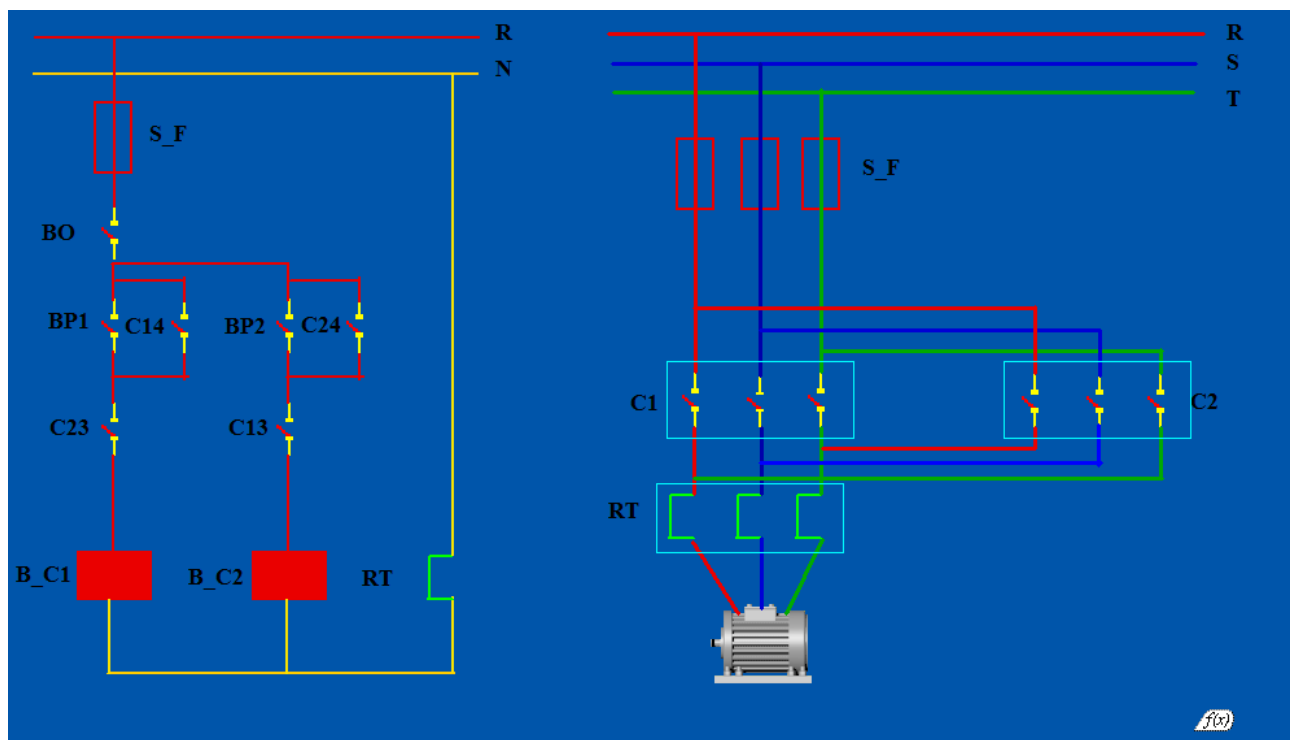 R
N
S_F
BO
BP1
C14
BP2
C24
C23
C13
B_C1
B_C2
RT
R
S
T
S_F
C1
C2
RT
f(x)